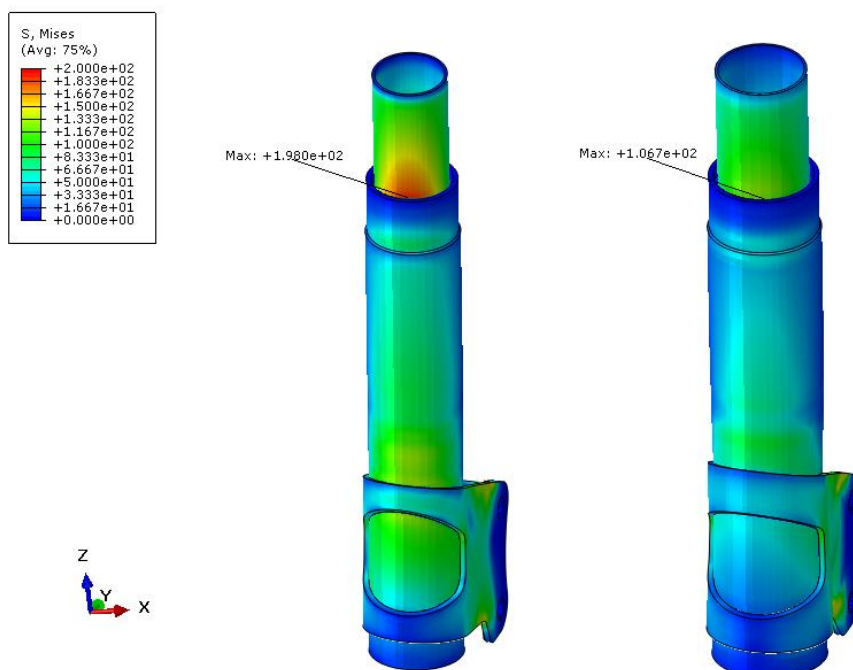 S, Mises
(Avg: 75%)
+2.000e+02
+1.833e+02
+1.667e+02
+1.500e+02
+1.333e+02
+1.167e+02
+1.000e+02
+8.333e+01
+6.667e+01
+5.000e+01
+3.333e+01
+1.667e+01
+0.000e+00
Max: +1.980e+02
Max: +1.067e+02
Z
Y
X